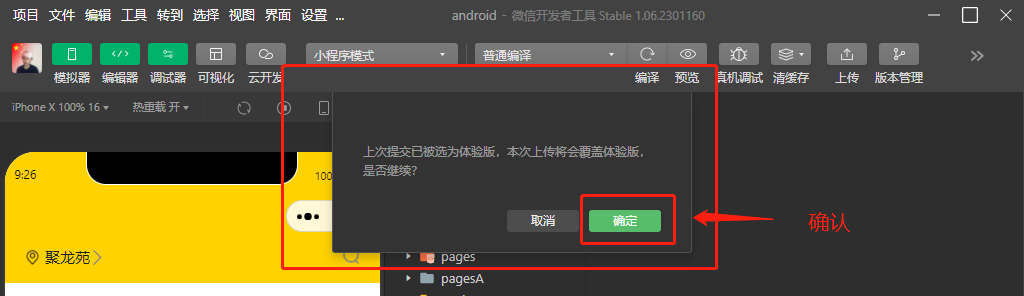 项目 文件 编辑 工具 转到 选择 视图 界面 设置 ... android - 微信开发者工具 Stable 1.06.2301160
小程序模式 普通编译
模拟器 编辑器 调试器 可视化 云开发 编译 预览 真机调试 清缓存 上传 版本管理
iPhone X 100% 16 热重载 开
上次提交已被选为体验版，本次上传将会覆盖体验版，
是否继续?
9:26 100
取消 确定
确认
聚龙苑
pages
pagesA